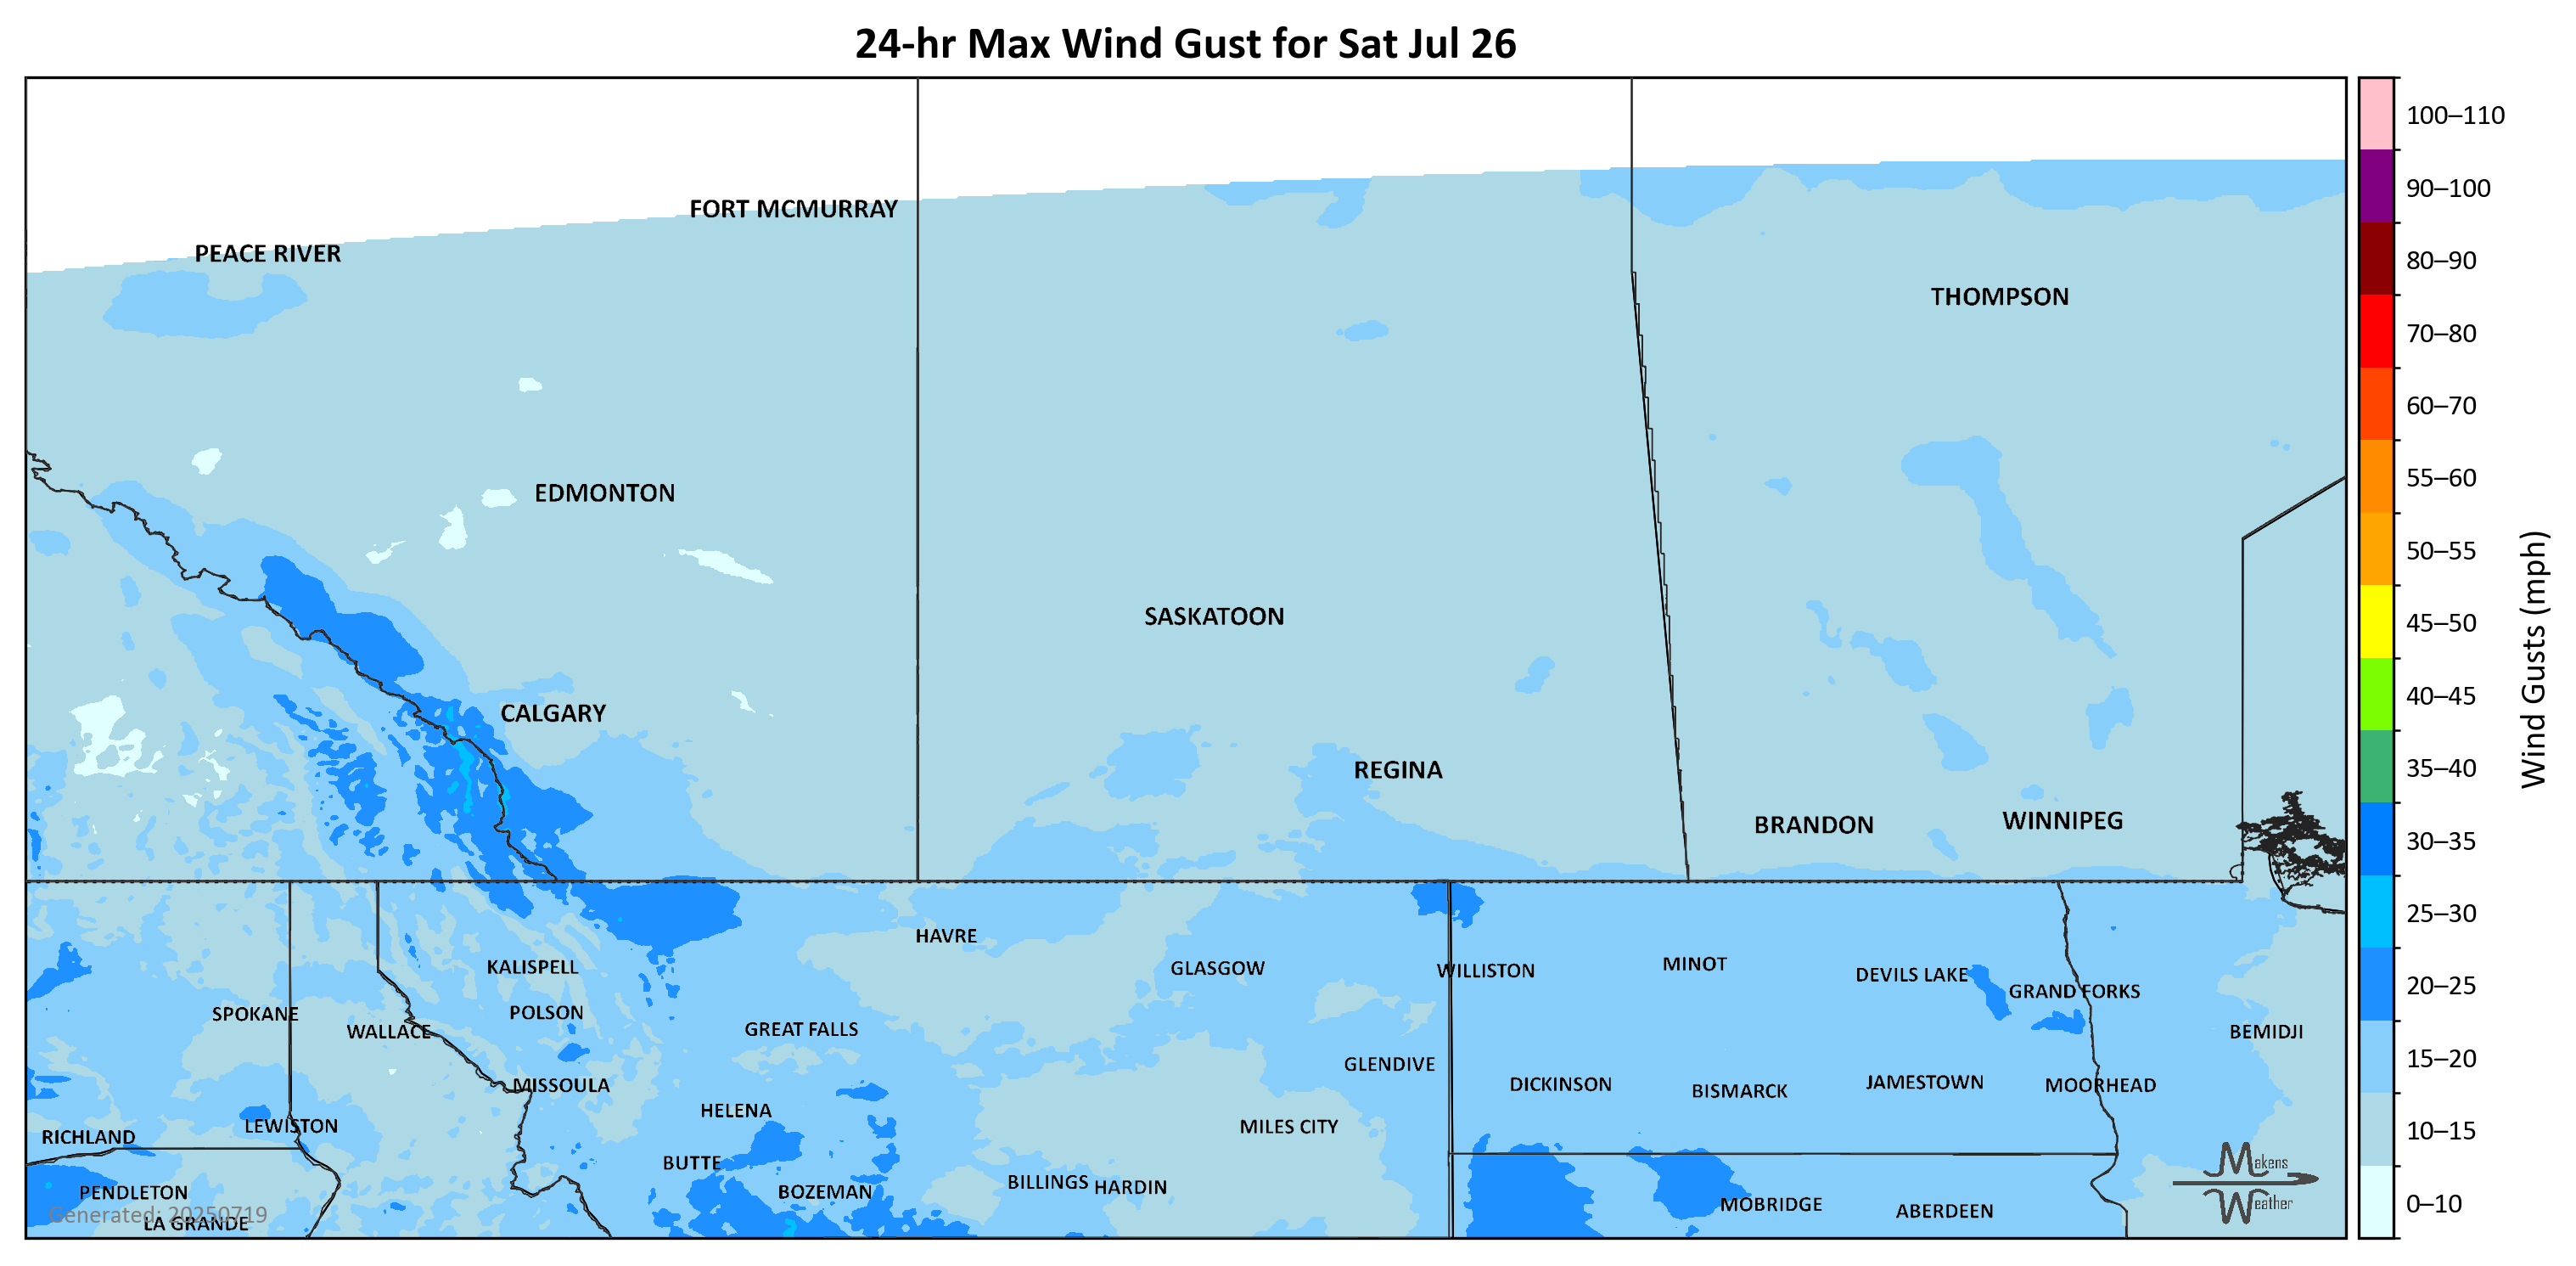 24-hr Max Wind Gust for Sat Jul 26
100–110
90–100
80–90
70–80
60–70
55–60
50–55
45–50
40–45
35–40
30–35
25–30
20–25
15–20
10–15
0–10
Wind Gusts (mph)
FORT MCMURRAY
PEACE RIVER
THOMPSON
EDMONTON
SASKATOON
CALGARY
REGINA
BRANDON
WINNIPEG
HAVRE
KALISPELL
GLASGOW
WILLISTON
MINOT
DEVILS LAKE
GRAND FORKS
SPOKANE
POLSON
WALLACE
GREAT FALLS
BEMIDJI
GLENDIVE
MISSOULA
DICKINSON
BISMARCK
JAMESTOWN
MOORHEAD
HELENA
LEWISTON
MILES CITY
RICHLAND
BUTTE
PENDLETON
BOZEMAN
BILLINGS
HARDIN
MOBRIDGE
ABERDEEN
Generated: 20250719
LA GRANDE
Makens
Weather